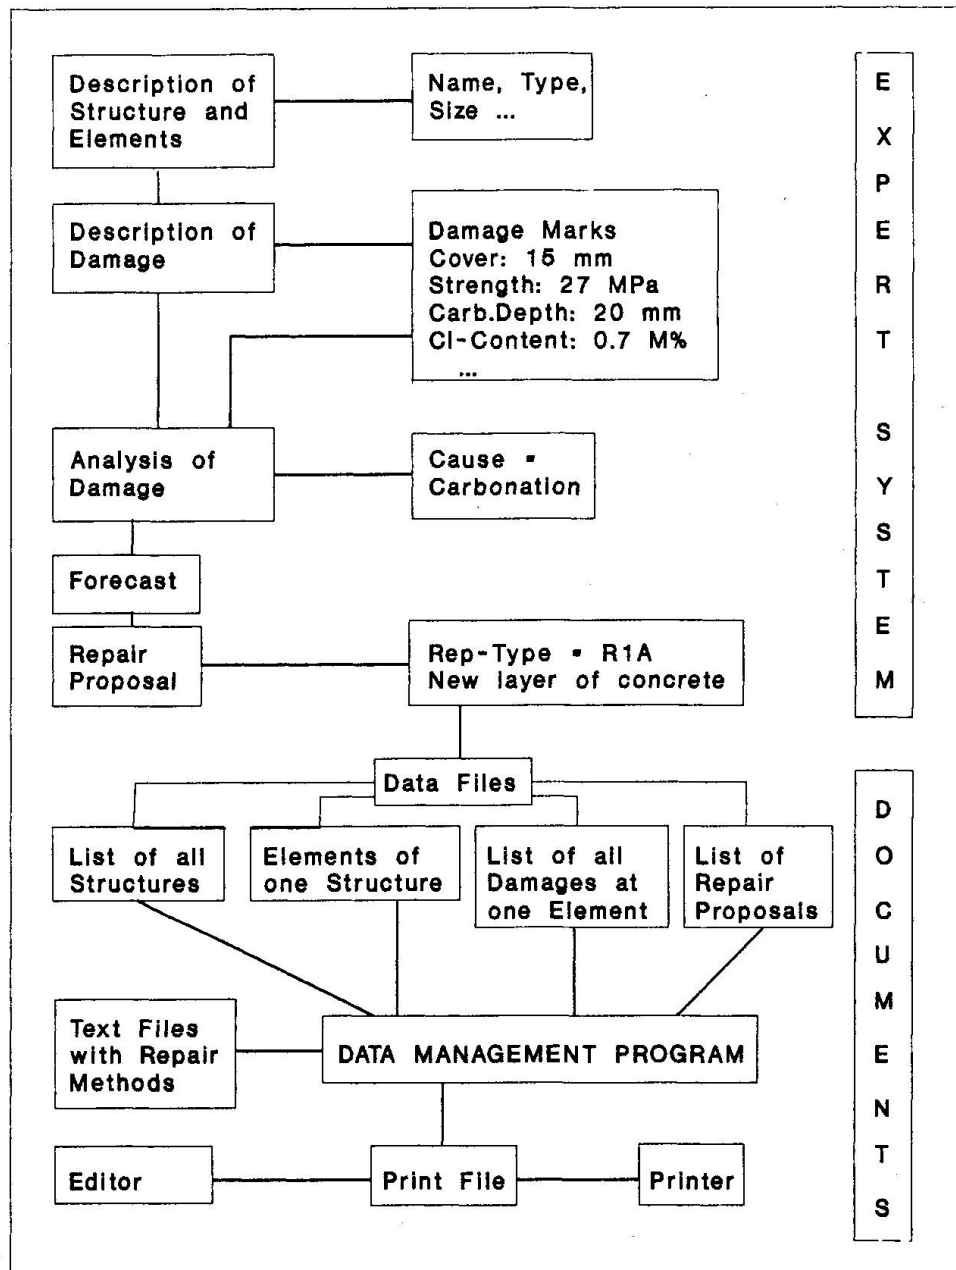 Description of
Structure and
Elements
Name, Type,
Size ...
Description of
Damage
Damage Marks
Cover: 15 mm
Strength: 27 MPa
Carb.Depth: 20 mm
Cl-Content: 0.7 M%
...
Analysis of
Damage
Cause =
Carbonation
Forecast
Repair
Proposal
Rep-Type = R1A
New layer of concrete
EXPERT SYSTEM
Data Files
List of all
Structures
Elements of
one Structure
List of all
Damages at
one Element
List of
Repair
Proposals
Text Files
with Repair
Methods
DATA MANAGEMENT PROGRAM
Editor
Print File
Printer
DOCUMENTS